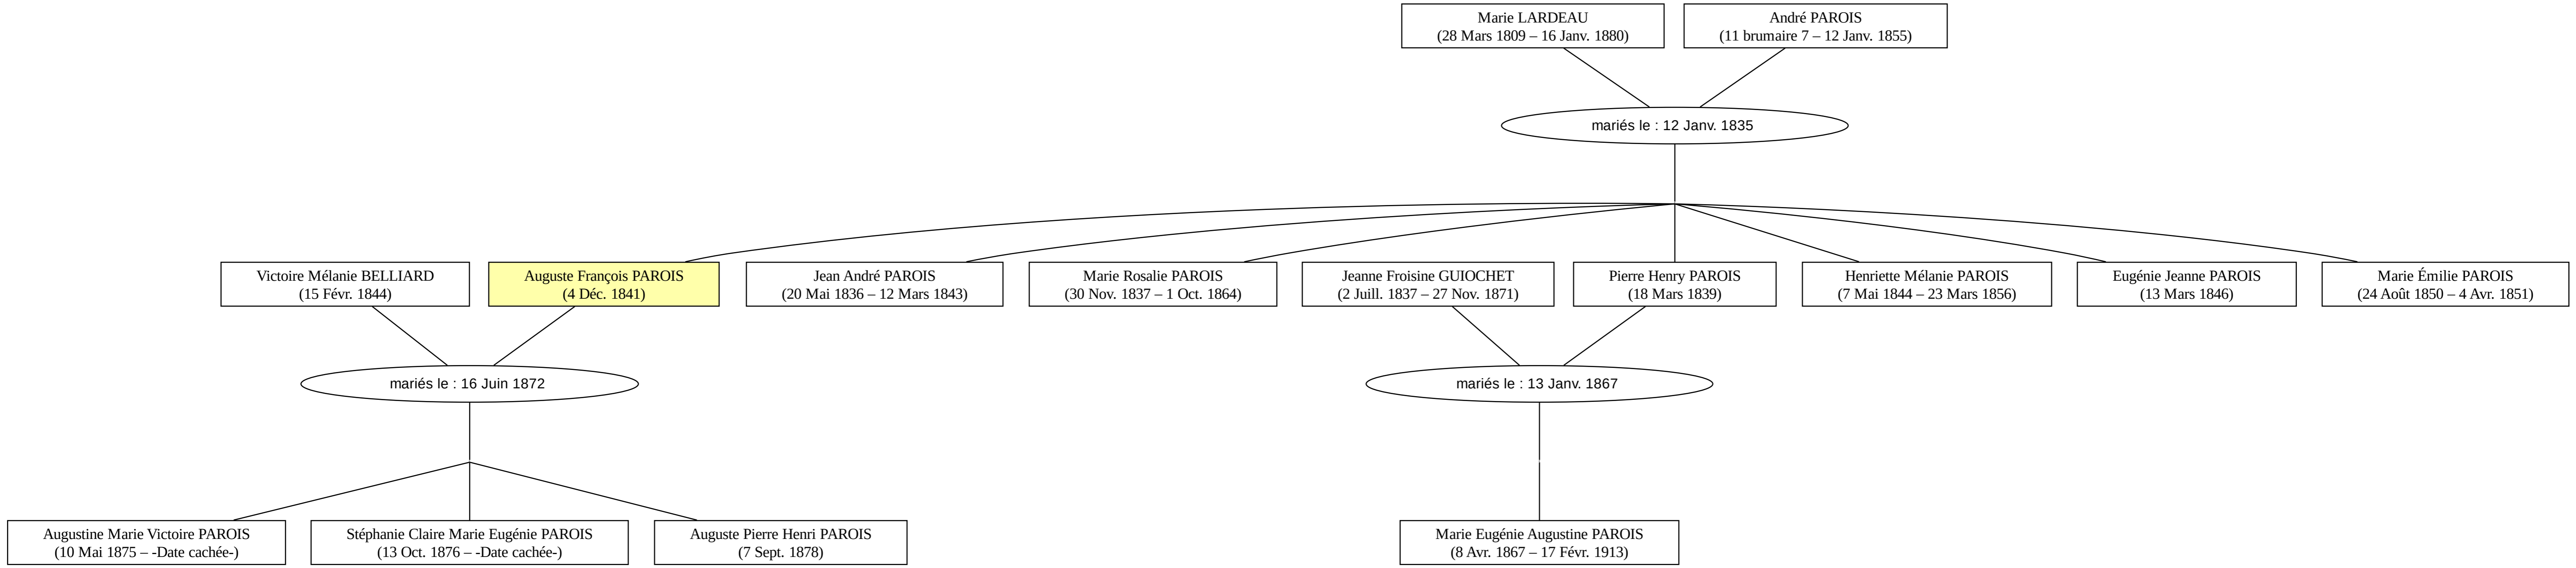 Marie LARDEAU
(28 Mars 1809 – 16 Janv. 1880)
André PAROIS
(11 brumaire 7 – 12 Janv. 1855)
mariés le : 12 Janv. 1835
Victoire Mélanie BELLIARD
(15 Févr. 1844)
Auguste François PAROIS
(4 Déc. 1841)
Jean André PAROIS
(20 Mai 1836 – 12 Mars 1843)
Marie Rosalie PAROIS
(30 Nov. 1837 – 1 Oct. 1864)
Jeanne Froisine GUIOCHET
(2 Juill. 1837 – 27 Nov. 1871)
Pierre Henry PAROIS
(18 Mars 1839)
Henriette Mélanie PAROIS
(7 Mai 1844 – 23 Mars 1856)
Eugénie Jeanne PAROIS
(13 Mars 1846)
Marie Émilie PAROIS
(24 Août 1850 – 4 Avr. 1851)
mariés le : 16 Juin 1872
mariés le : 13 Janv. 1867
Augustine Marie Victoire PAROIS
(10 Mai 1875 – -Date cachée-)
Stéphanie Claire Marie Eugénie PAROIS
(13 Oct. 1876 – -Date cachée-)
Auguste Pierre Henri PAROIS
(7 Sept. 1878)
Marie Eugénie Augustine PAROIS
(8 Avr. 1867 – 17 Févr. 1913)